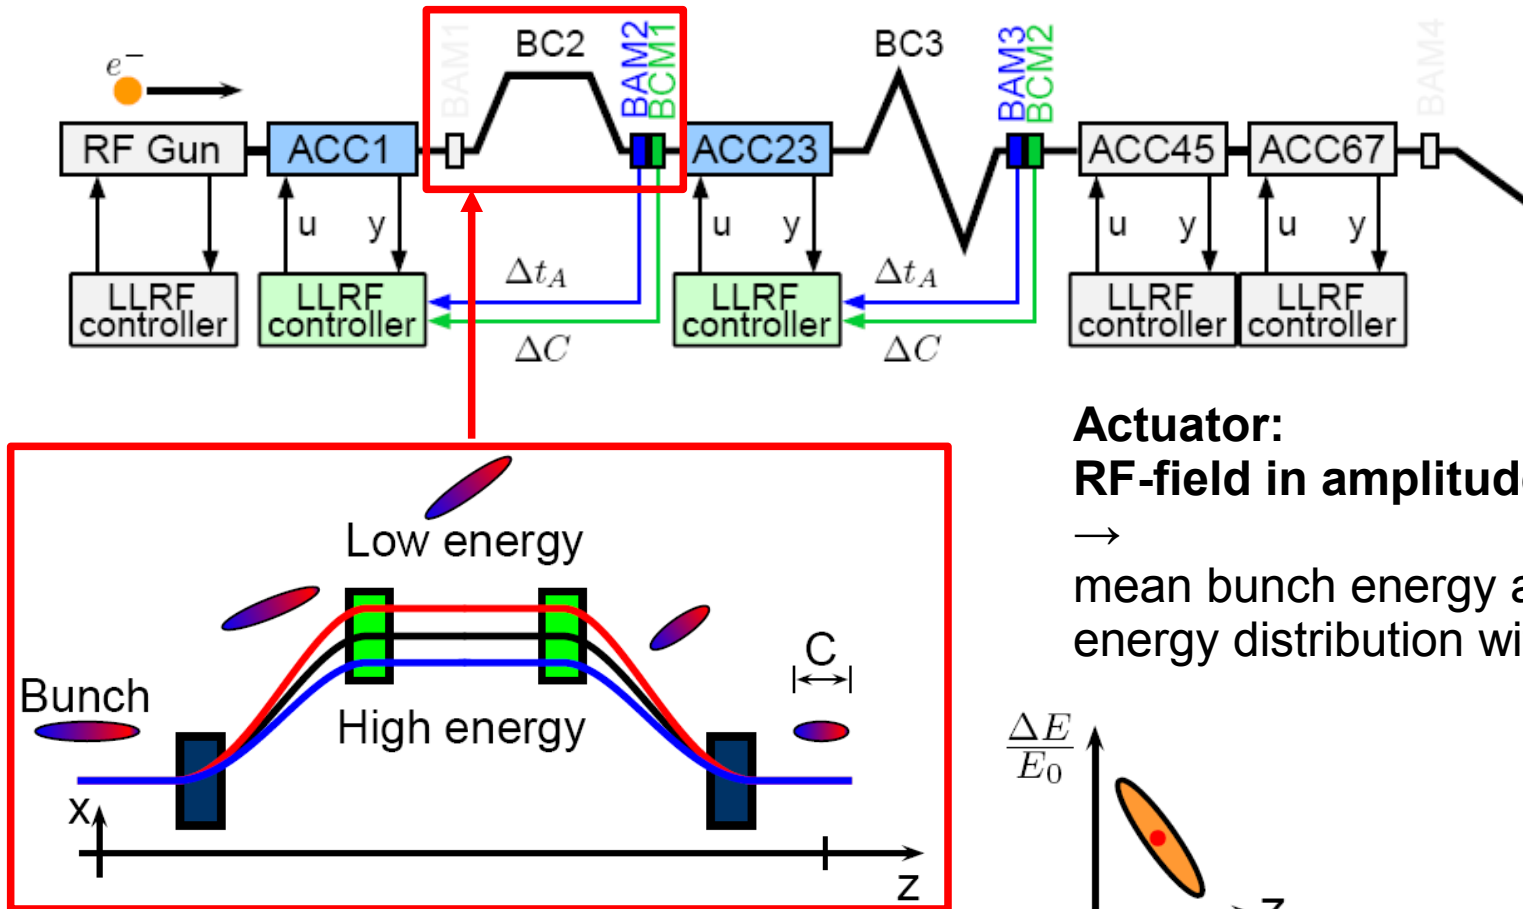 e⁻
BAM1
BC2
BAM2
BCM1
BC3
BAM3
BCM2
BAM4
RF Gun
ACC1
ACC23
ACC45
ACC67
u y
u y
u y
u y
LLRF
controller
LLRF
controller
LLRF
controller
LLRF
controller
LLRF
controller
Δt_A
ΔC
Δt_A
ΔC
Low energy
High energy
Bunch
C
x
z
Actuator:
RF-field in amplitud
→
mean bunch energy a
energy distribution wi
ΔE
E₀
z